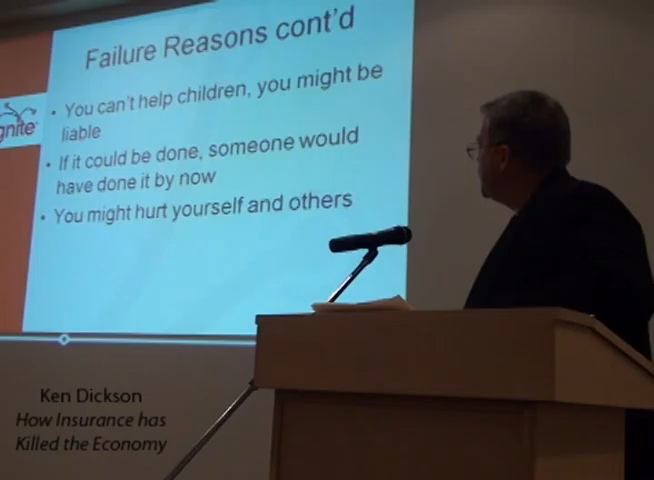 Failure Reasons cont'd
• You can't help children, you might be
liable
• If it could be done, someone would
have done it by now
• You might hurt yourself and others
gnite
Ken Dickson
How Insurance has
Killed the Economy